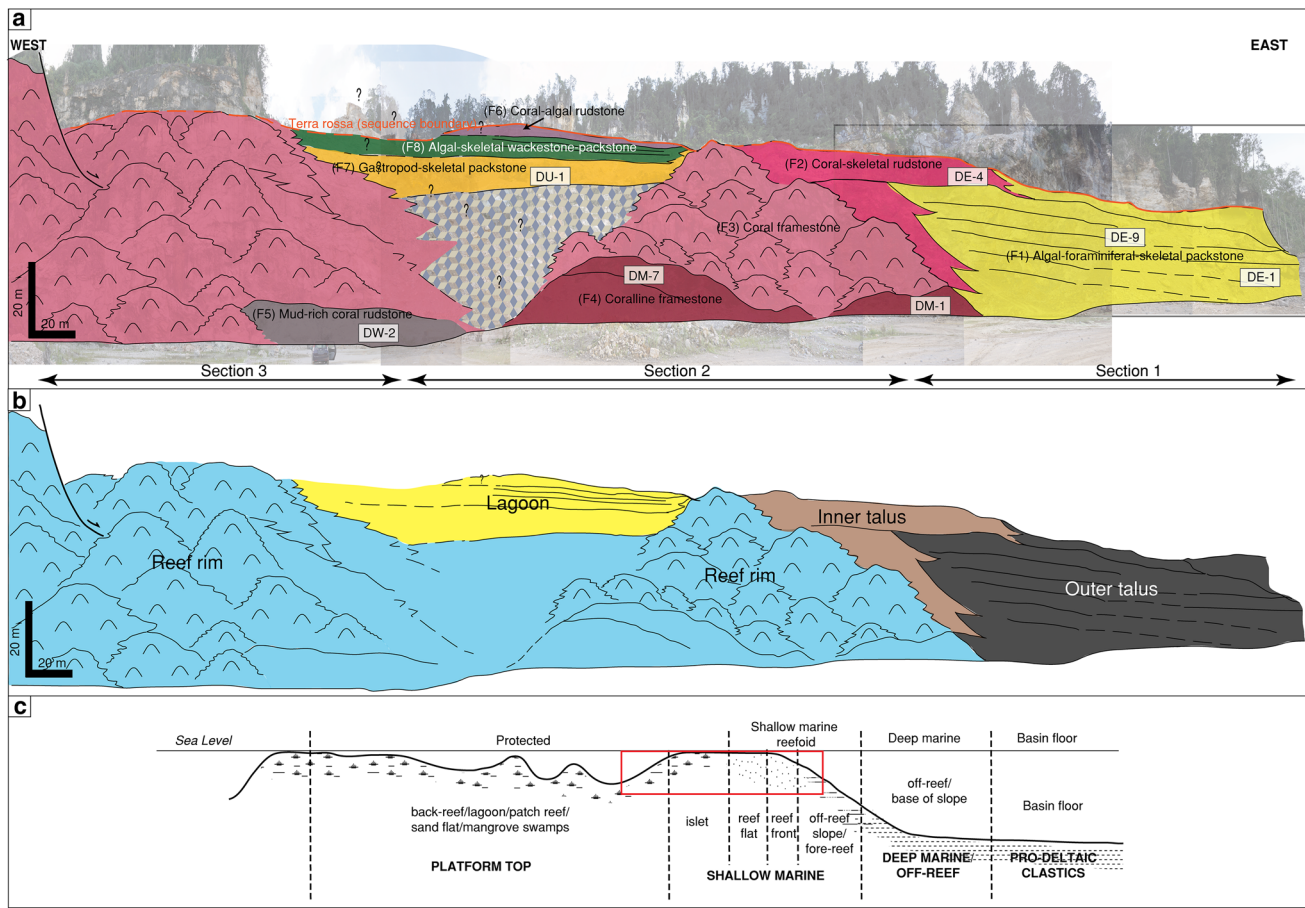 a
WEST
EAST
?
?
(F6) Coral-algal rudstone
Terra rossa (sequence boundary)
?
(F8) Algal-skeletal wackestone-packstone
(F2) Coral-skeletal rudstone
(F7) Gastropod-skeletal packstone
?
DU-1
DE-4
?
?
?
(F3) Coral framestone
DE-9
(F1) Algal-foraminiferal-skeletal packstone
DM-7
DE-1
?
(F4) Coralline framestone
DM-1
20 m
20 m
(F5) Mud-rich coral rudstone
DW-2
Section 3
Section 2
Section 1
b
?
Lagoon
Inner talus
Reef rim
Reef rim
Outer talus
20 m
20 m
c
Sea Level
Protected
Shallow marine
reefoid
Deep marine
Basin floor
back-reef/lagoon/patch reef/
sand flat/mangrove swamps
islet
reef
flat
reef
front
off-reef
slope/
fore-reef
off-reef/
base of slope
Basin floor
PLATFORM TOP
SHALLOW MARINE
DEEP MARINE/
OFF-REEF
PRO-DELTAIC
CLASTICS